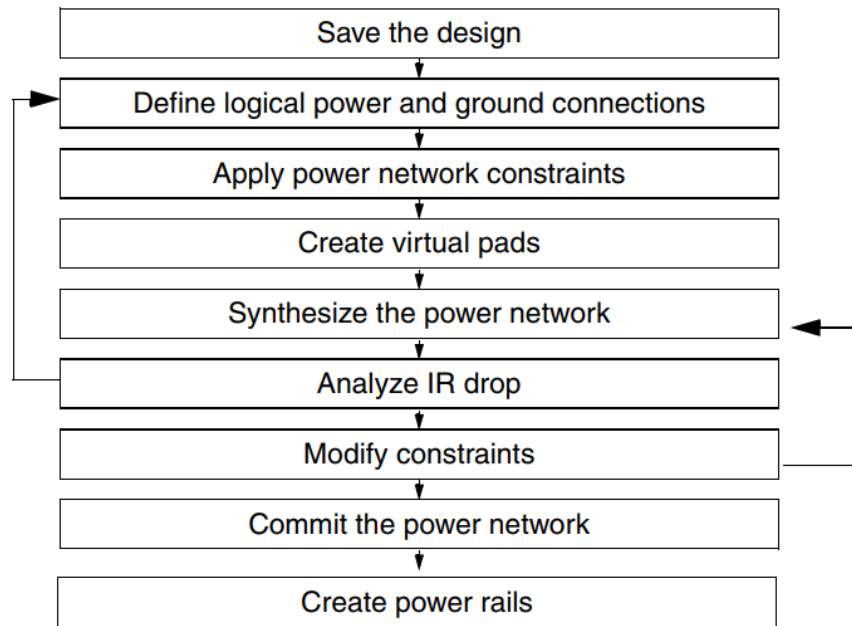 Save the design
Define logical power and ground connections
Apply power network constraints
Create virtual pads
Synthesize the power network
Analyze IR drop
Modify constraints
Commit the power network
Create power rails